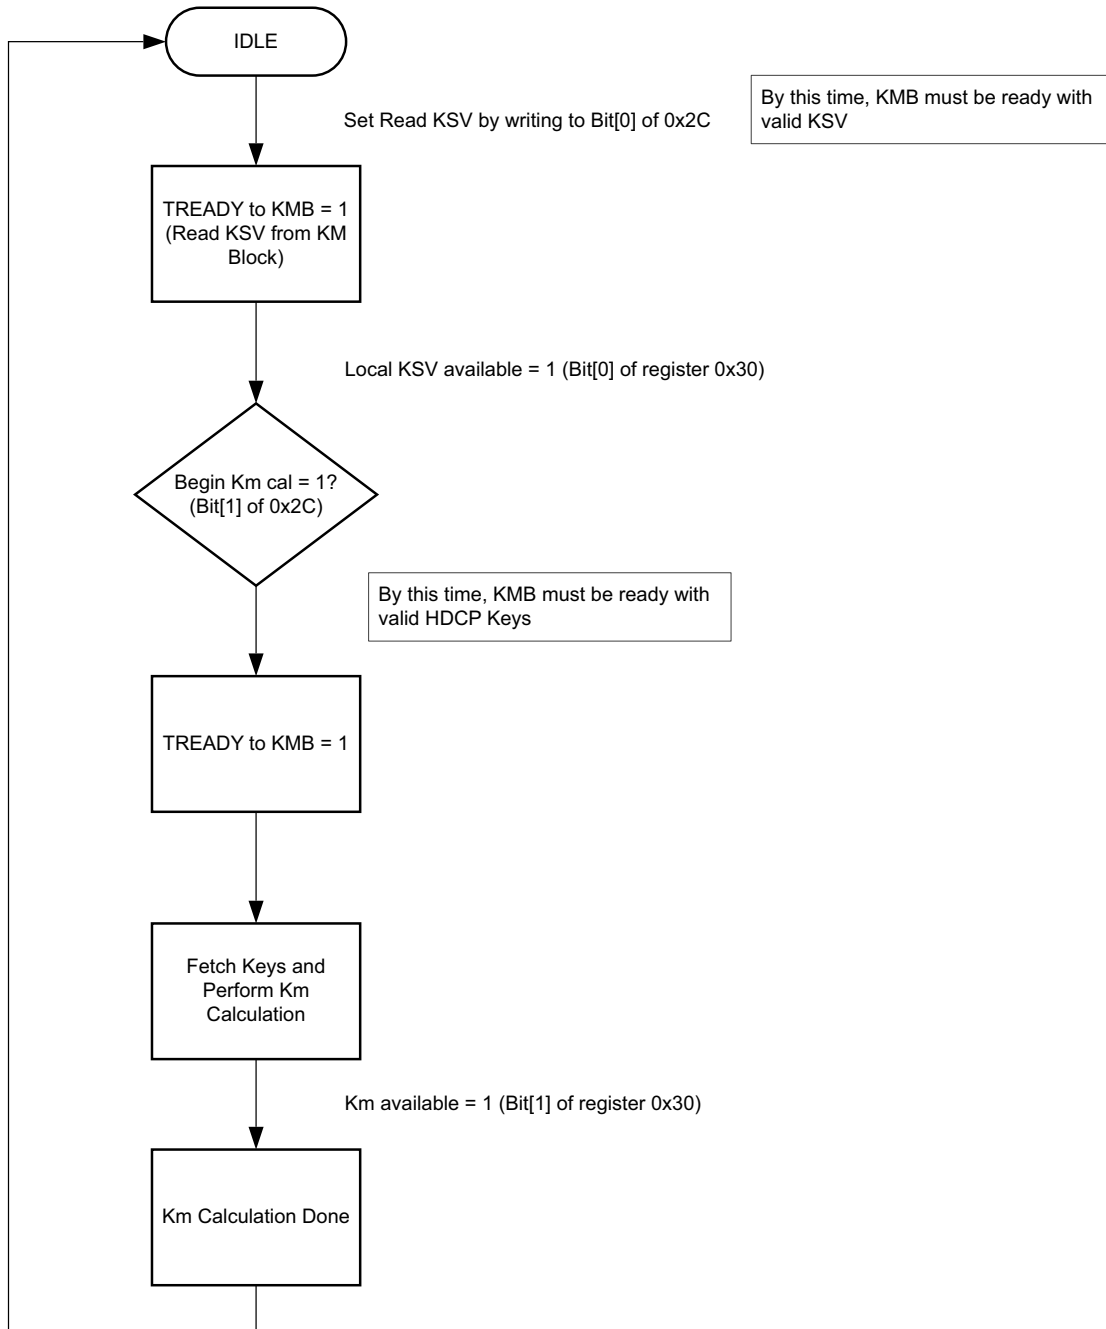 IDLE
Set Read KSV by writing to Bit[0] of 0x2C
By this time, KMB must be ready with
valid KSV
TREADY to KMB = 1
(Read KSV from KM
Block)
Local KSV available = 1 (Bit[0] of register 0x30)
Begin Km cal = 1?
(Bit[1] of 0x2C)
By this time, KMB must be ready with
valid HDCP Keys
TREADY to KMB = 1
Fetch Keys and
Perform Km
Calculation
Km available = 1 (Bit[1] of register 0x30)
Km Calculation Done